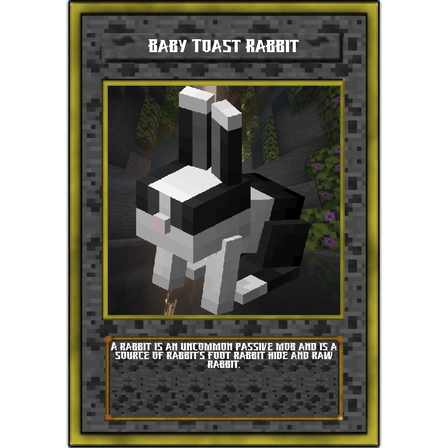 BABY TOAST RABBIT
A RABBIT IS AN UNCOMMON PASSIVE MOB AND IS A
SOURCE OF RABBIT'S FOOT RABBIT HIDE AND RAW
RABBIT.